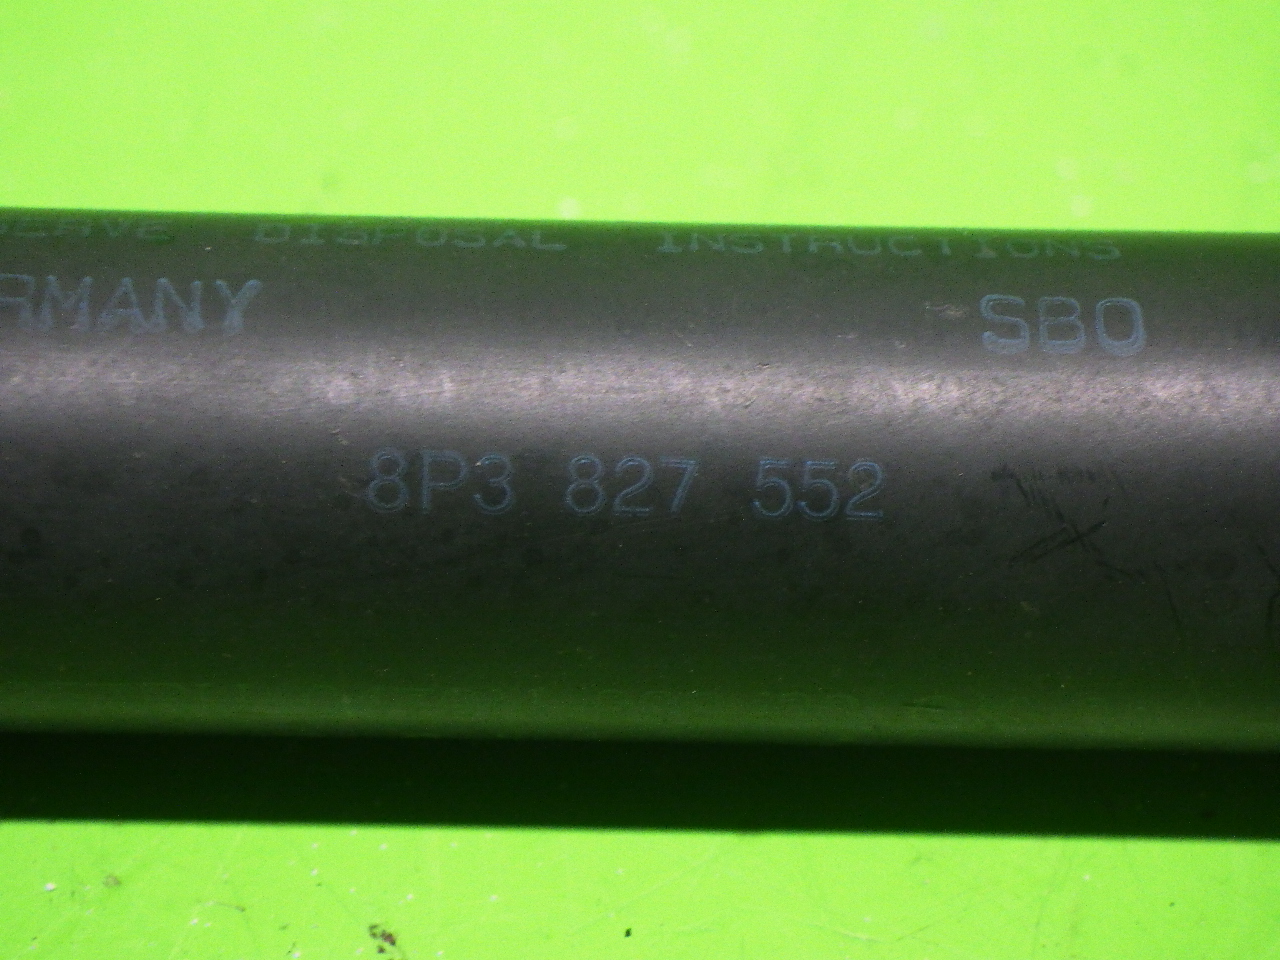 DISPOSAL INSTRUCTIONS
RMANY SBO
8P3 827 552